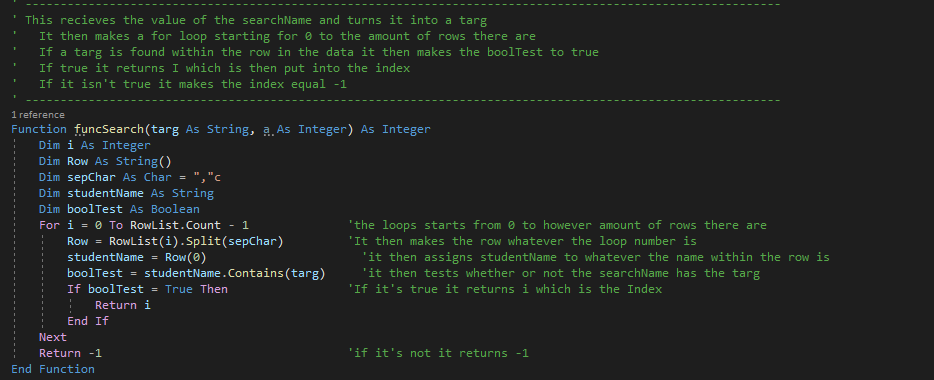 ' ---------------------------------------------------------------------------------------------------------------
' This recieves the value of the searchName and turns it into a targ
'   It then makes a for loop starting for 0 to the amount of rows there are
'   If a targ is found within the row in the data it then makes the boolTest to true
'   If true it returns I which is then put into the index
'   If it isn't true it makes the index equal -1
' ---------------------------------------------------------------------------------------------------------------
1 reference
Function funcSearch(targ As String, a As Integer) As Integer
    Dim i As Integer
    Dim Row As String()
    Dim sepChar As Char = ","c
    Dim studentName As String
    Dim boolTest As Boolean
    For i = 0 To RowList.Count - 1              'the loops starts from 0 to however amount of rows there are
        Row = RowList(i).Split(sepChar)         'It then makes the row whatever the loop number is
        studentName = Row(0)                      'it then assigns studentName to whatever the name within the row is
        boolTest = studentName.Contains(targ)     'it then tests whether or not the searchName has the targ
        If boolTest = True Then                 'If it's true it returns i which is the Index
            Return i
        End If
    Next
    Return -1                                   'if it's not it returns -1
End Function